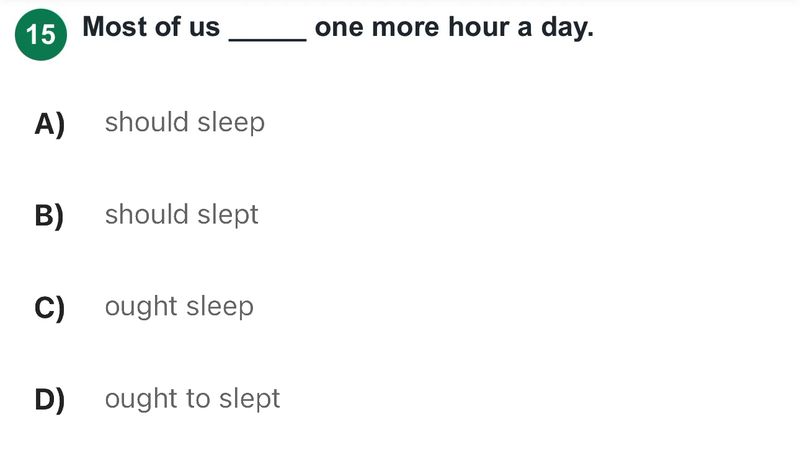 15 Most of us _____ one more hour a day.
A) should sleep
B) should slept
C) ought sleep
D) ought to slept